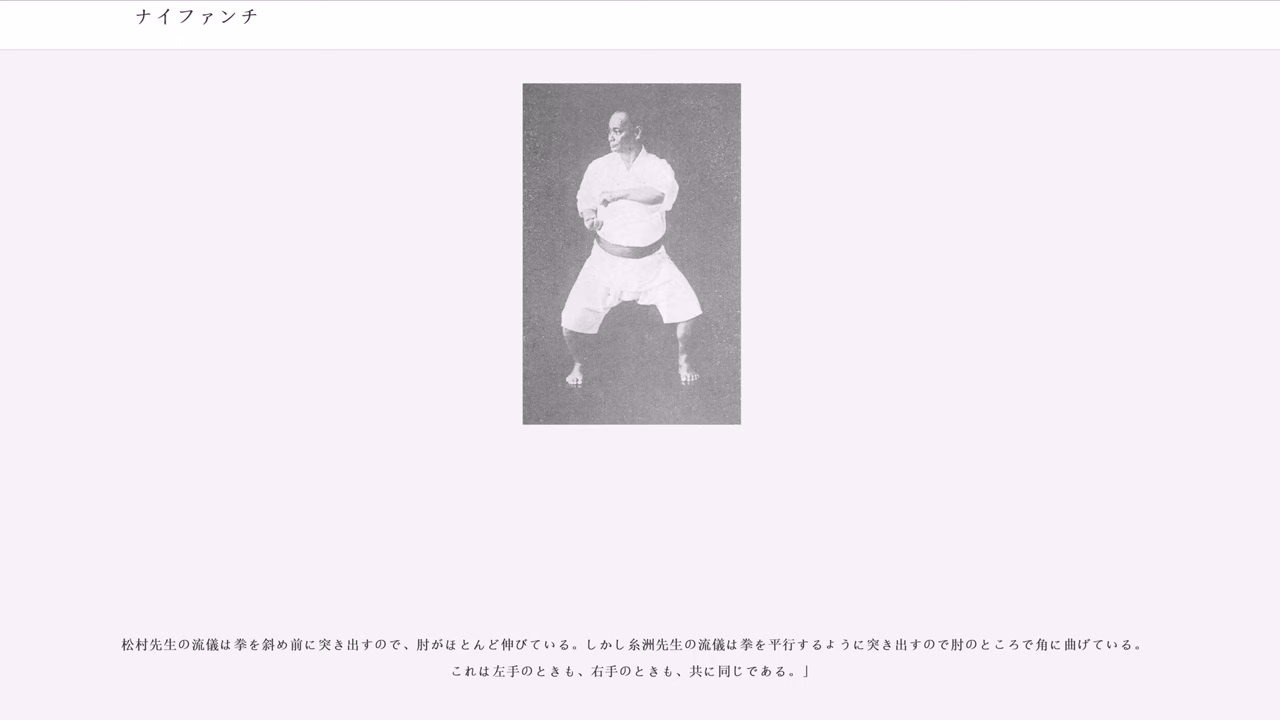 ナイファンチ
松村先生の流儀は拳を斜め前に突き出すので、肘がほとんど伸びている。しかし糸洲先生の流儀は拳を平行するように突き出すので肘のところで角に曲げている。
これは左手のときも、右手のときも、共に同じである。」